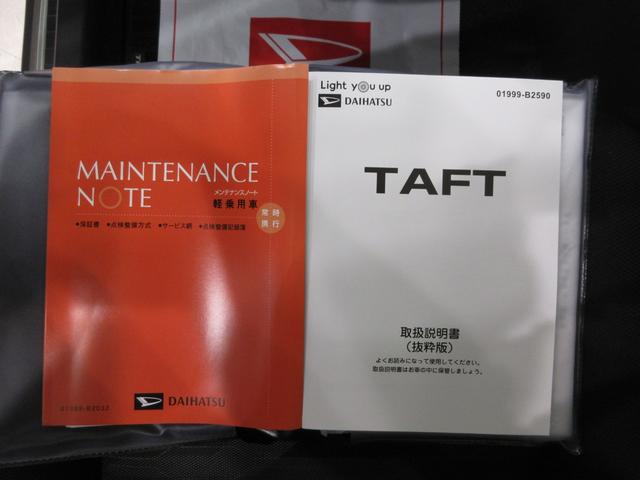 MAINTENANCE
NOTE
メンテナンスノート
軽乗用車
常時
携行
●保証書 ●点検整備方式 ●サービス網 ●点検整備記録簿
DAIHATSU
01999-B2032
Light you up
DAIHATSU
01999-B2590
TAFT
取扱説明書
(抜粋版)
よくお読みになって使用してください。
取扱説明書はお車の中に保管しましょう。